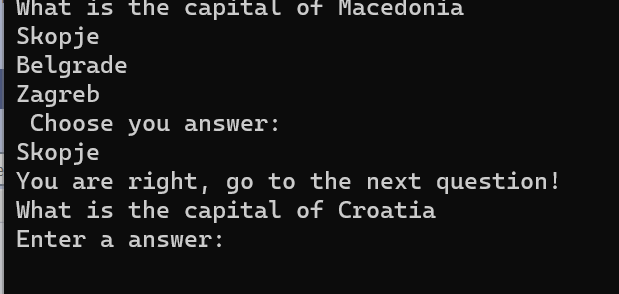 What is the capital of Macedonia
Skopje
Belgrade
Zagreb
Choose you answer:
Skopje
You are right, go to the next question!
What is the capital of Croatia
Enter a answer: